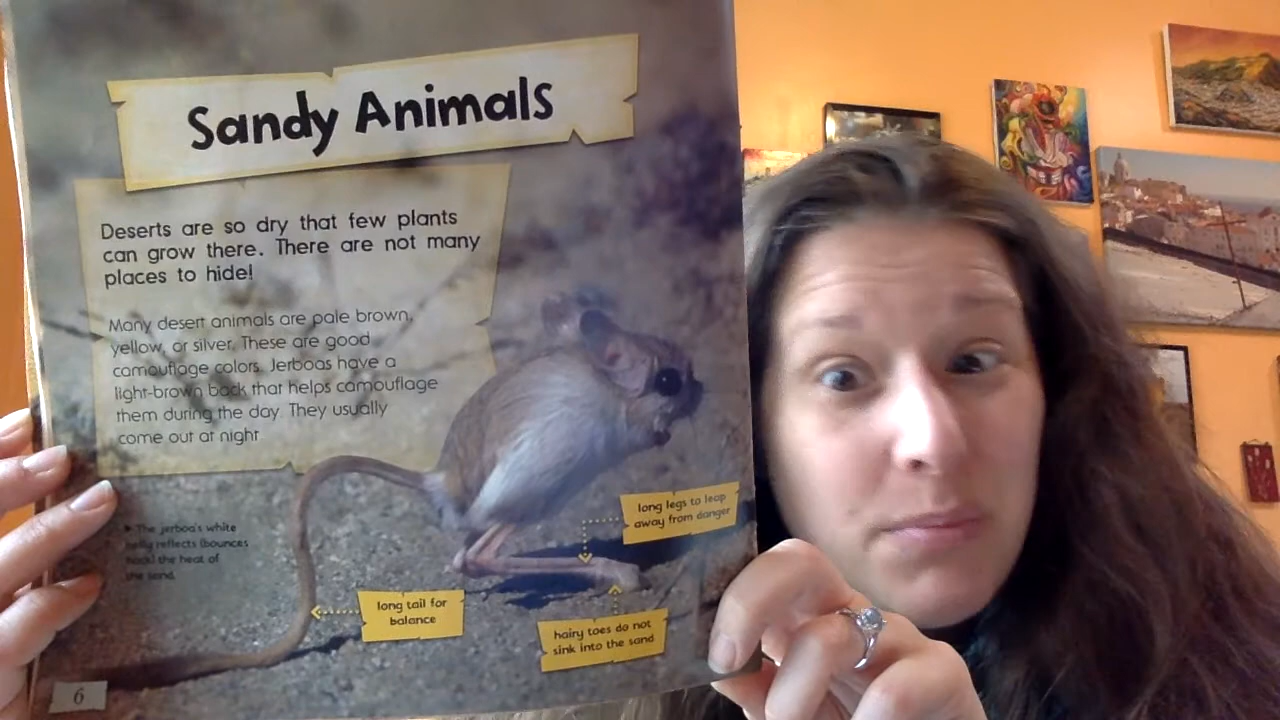 Sandy Animals
Deserts are so dry that few plants
can grow there. There are not many
places to hide!
Many desert animals are pale brown,
yellow, or silver. These are good
camouflage colors. Jerboas have a
light-brown back that helps camouflage
them during the day. They usually
come out at night
The jerboa's white
belly reflects (bounces
back) the heat of
the sand.
long legs to leap
away from danger
long tail for
balance
hairy toes do not
sink into the sand
6